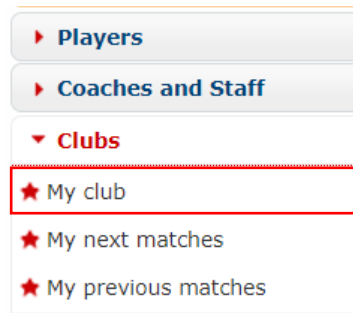 Players
Coaches and Staff
Clubs
My club
My next matches
My previous matches